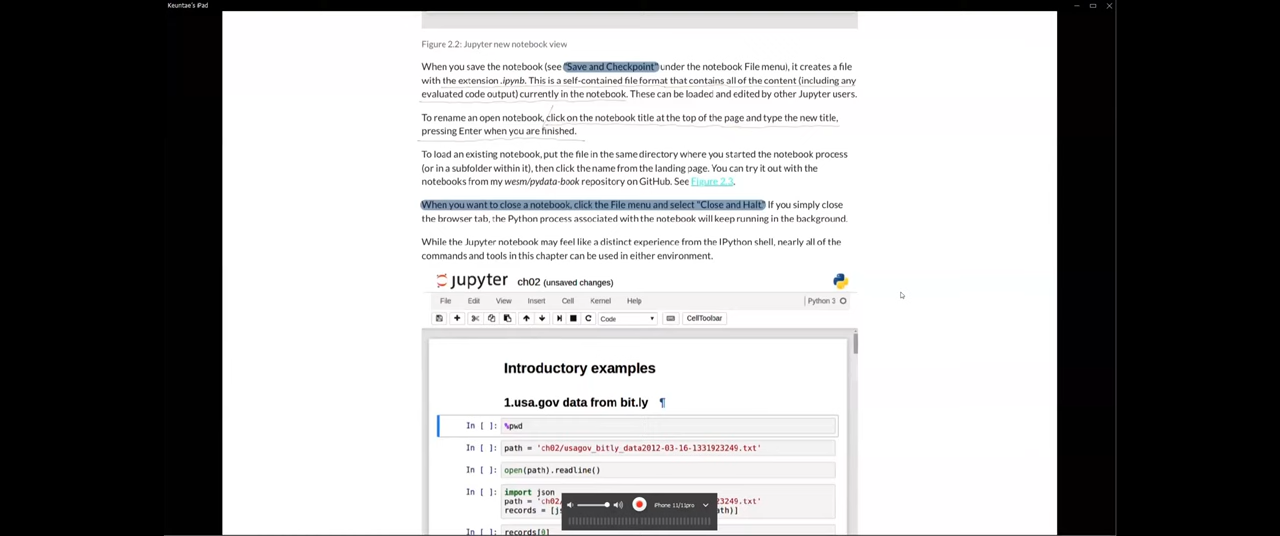 Keuntae's iPad
Figure 2.2: Jupyter new notebook view
When you save the notebook (see "Save and Checkpoint" under the notebook File menu), it creates a file
with the extension .ipynb. This is a self-contained file format that contains all of the content (including any
evaluated code output) currently in the notebook. These can be loaded and edited by other Jupyter users.
To rename an open notebook, click on the notebook title at the top of the page and type the new title,
pressing Enter when you are finished.
To load an existing notebook, put the file in the same directory where you started the notebook process
(or in a subfolder within it), then click the name from the landing page. You can try it out with the
notebooks from my wesm/pydata-book repository on GitHub. See Figure 2.3.
When you want to close a notebook, click the File menu and select "Close and Halt." If you simply close
the browser tab, the Python process associated with the notebook will keep running in the background.
While the Jupyter notebook may feel like a distinct experience from the IPython shell, nearly all of the
commands and tools in this chapter can be used in either environment.
jupyter ch02 (unsaved changes)
File Edit View Insert Cell Kernel Help Python 3
Code CellToolbar
Introductory examples
1.usa.gov data from bit.ly ¶
In [ ]: %pwd
In [ ]: path = 'ch02/usagov_bitly_data2012-03-16-1331923249.txt'
In [ ]: open(path).readline()
In [ ]: import json
path = 'ch02/ 23249.txt'
records = [js ath)]
iPhone 11/11pro
In [ ]: records[0]